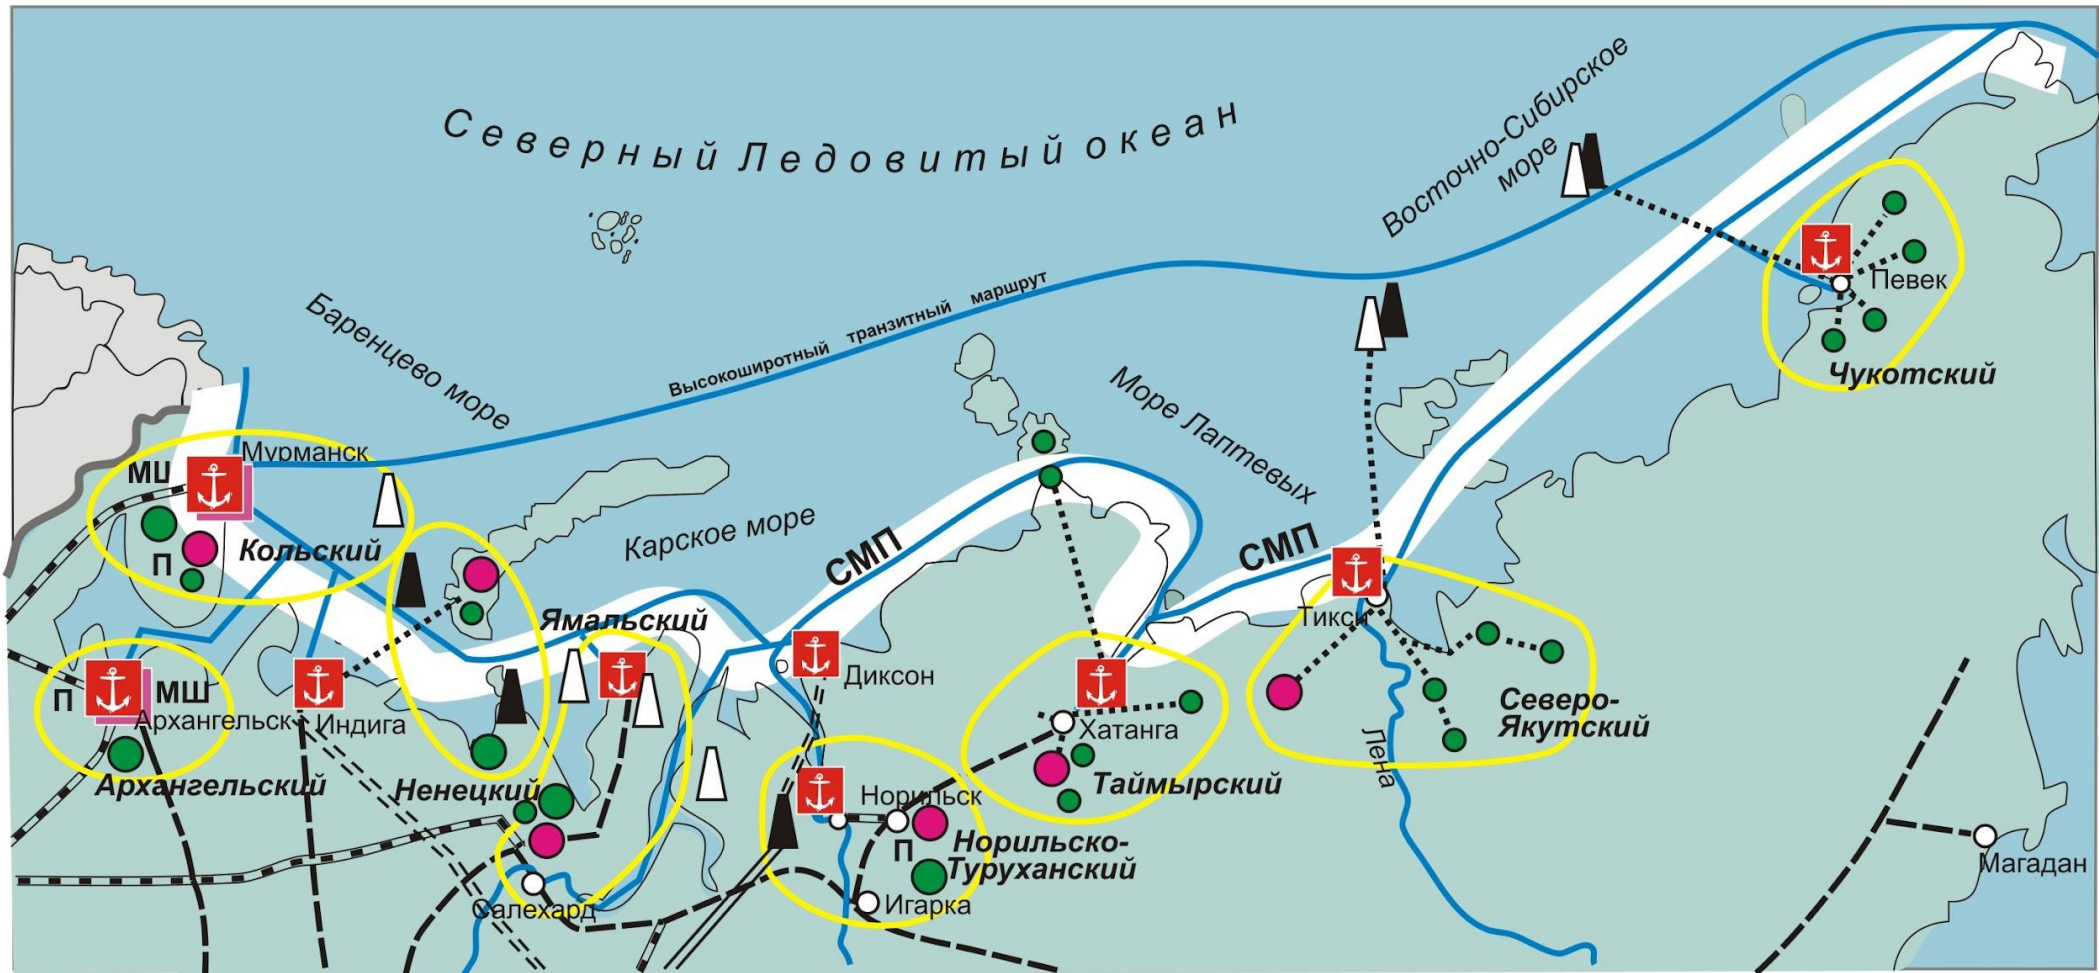 Северный Ледовитый океан
Восточно-Сибирское
море
Баренцево море
Высокоширотный транзитный маршрут
Море Лаптевых
Карское море
СМП
СМП
Певек
Чукотский
Мурманск
МШ
Кольский
П
Ямальский
Тикси
Диксон
П
МШ
Архангельск
Индига
Хатанга
Северо-
Якутский
Лена
Архангельский
Ненецкий
Таймырский
Норильск
П
Норильско-
Туруханский
Салехард
Игарка
Магадан